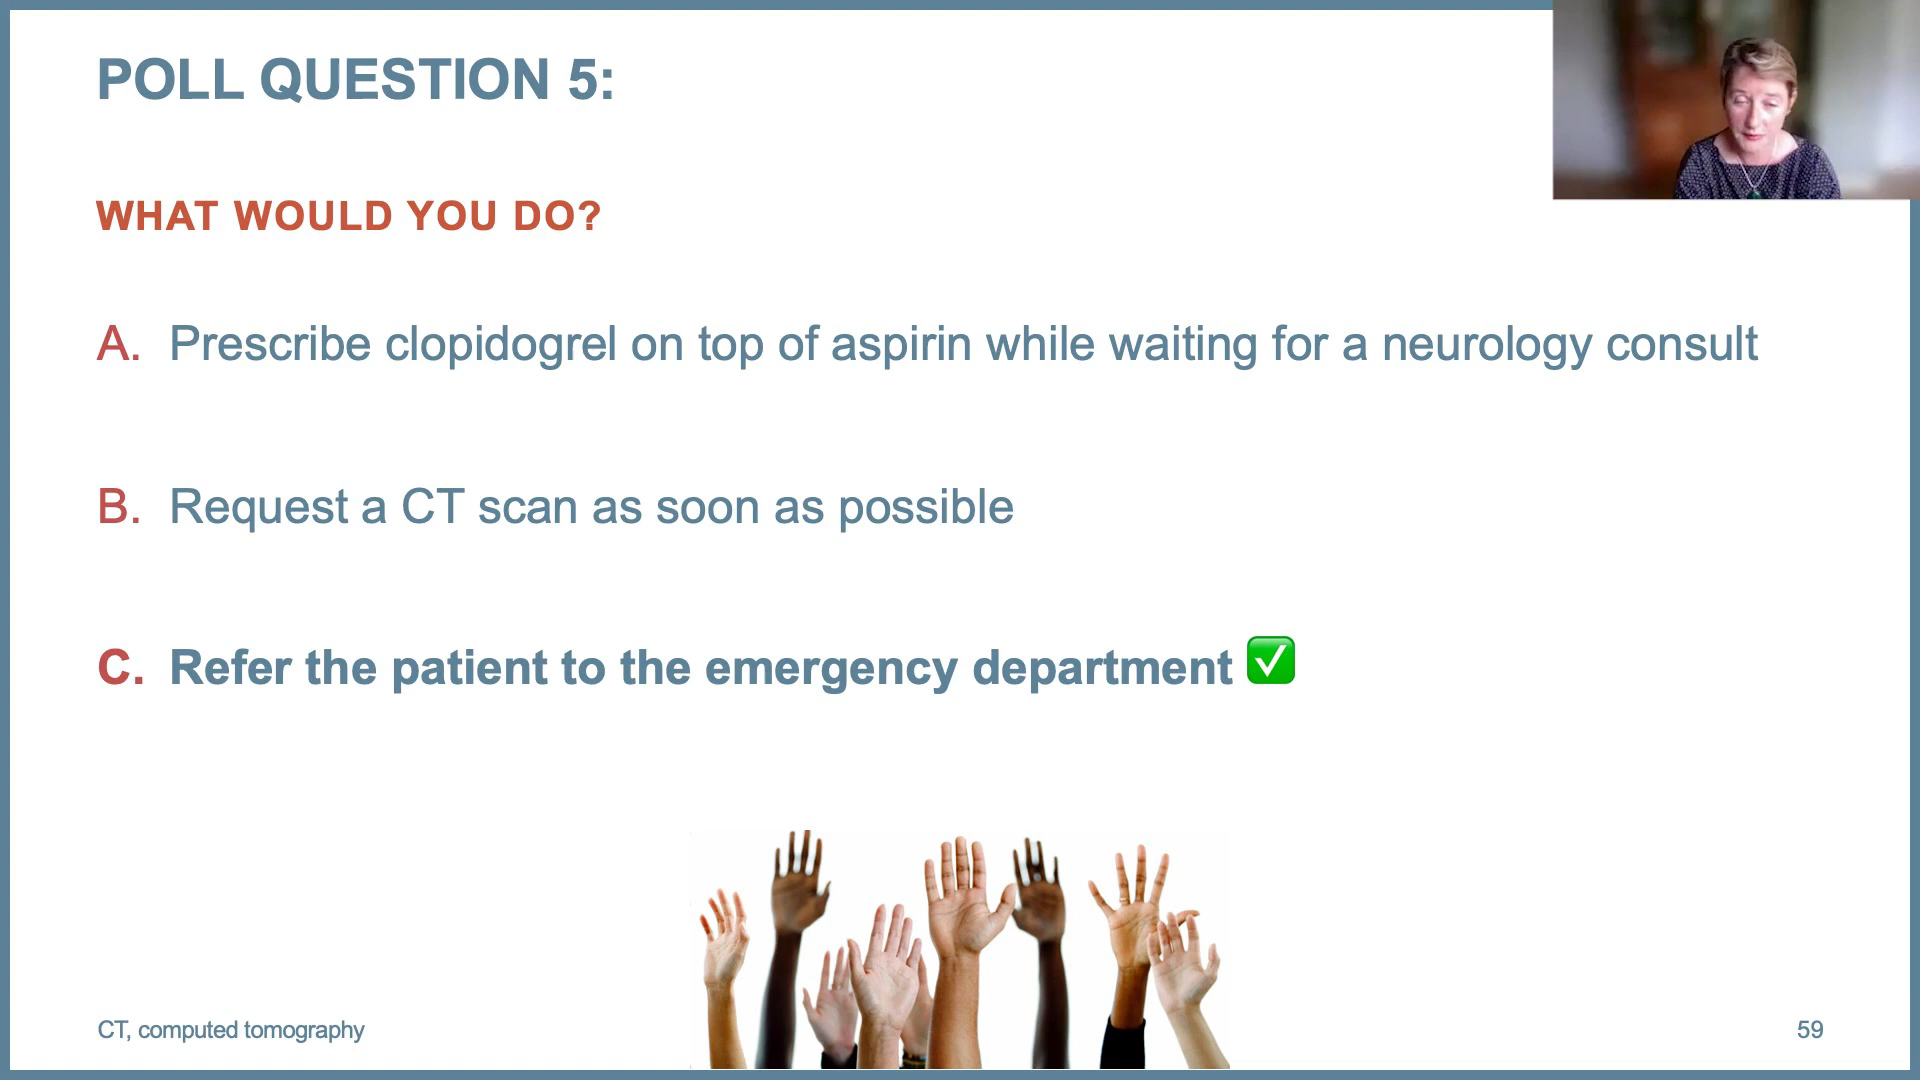 POLL QUESTION 5:
WHAT WOULD YOU DO?
A. Prescribe clopidogrel on top of aspirin while waiting for a neurology consult
B. Request a CT scan as soon as possible
C. Refer the patient to the emergency department ✅
CT, computed tomography
59